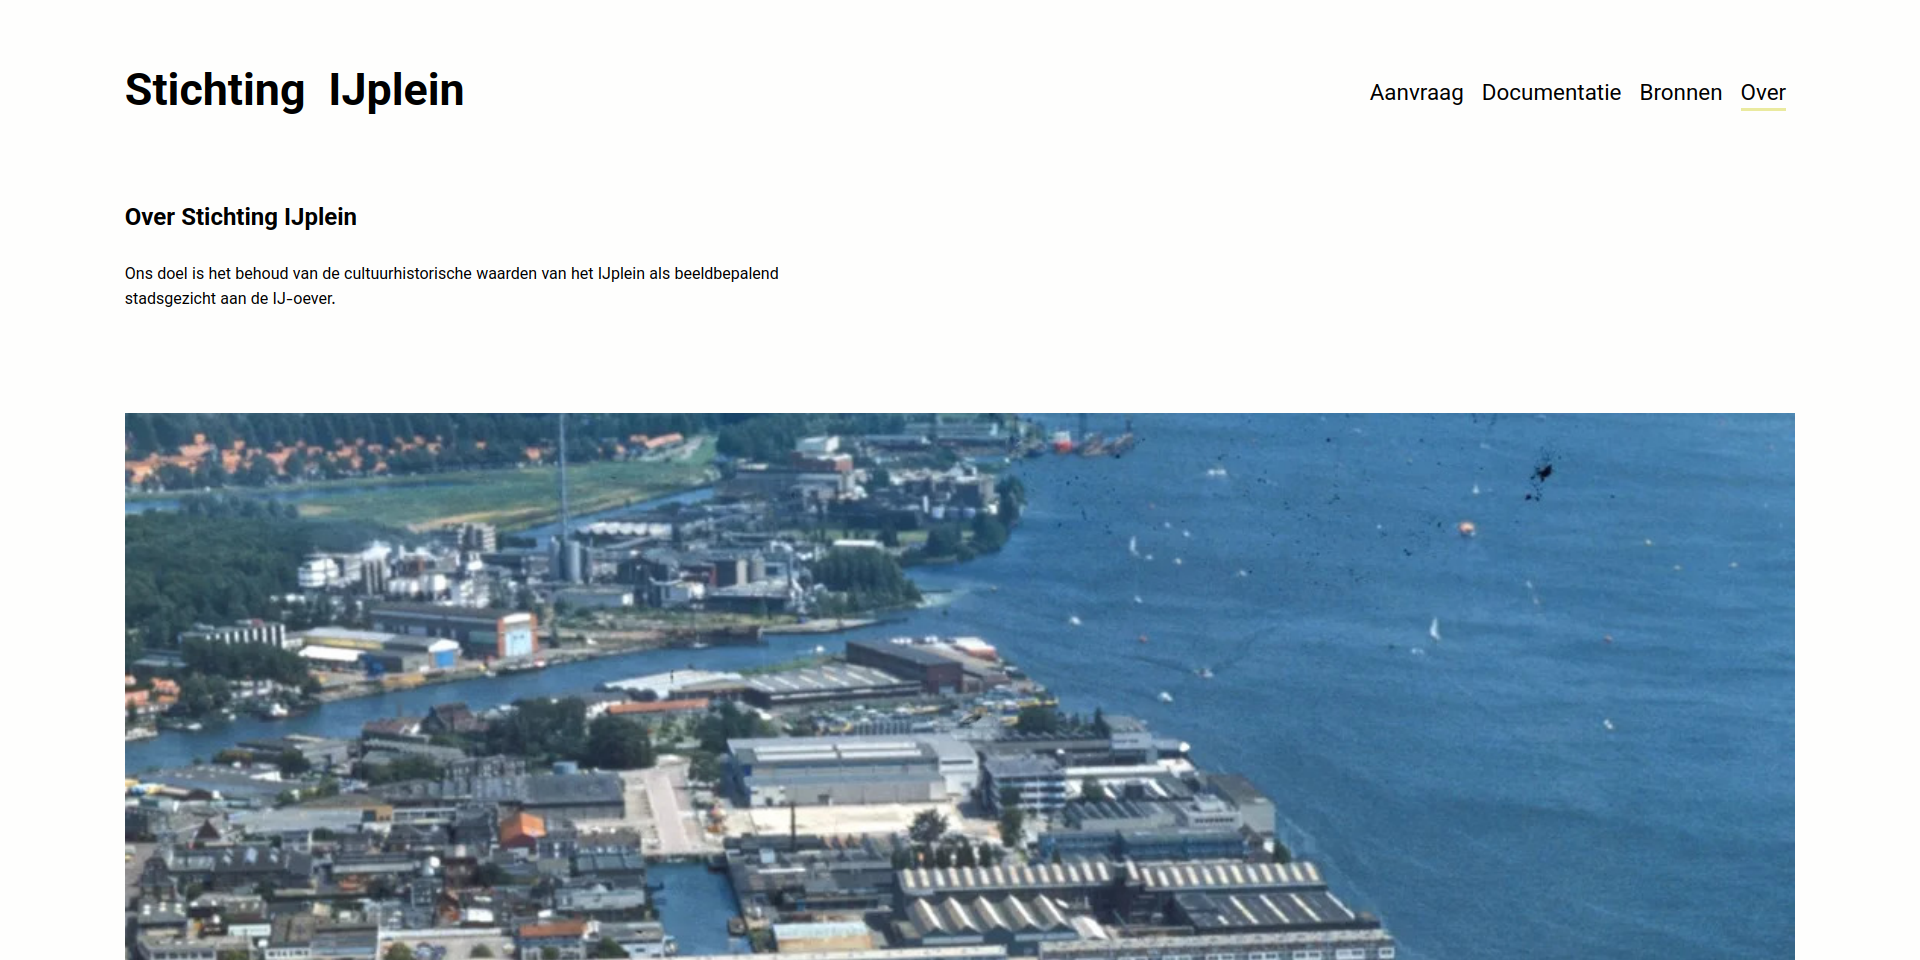 Stichting IJplein
Aanvraag Documentatie Bronnen Over
Over Stichting IJplein
Ons doel is het behoud van de cultuurhistorische waarden van het IJplein als beeldbepalend
stadsgezicht aan de IJ-oever.